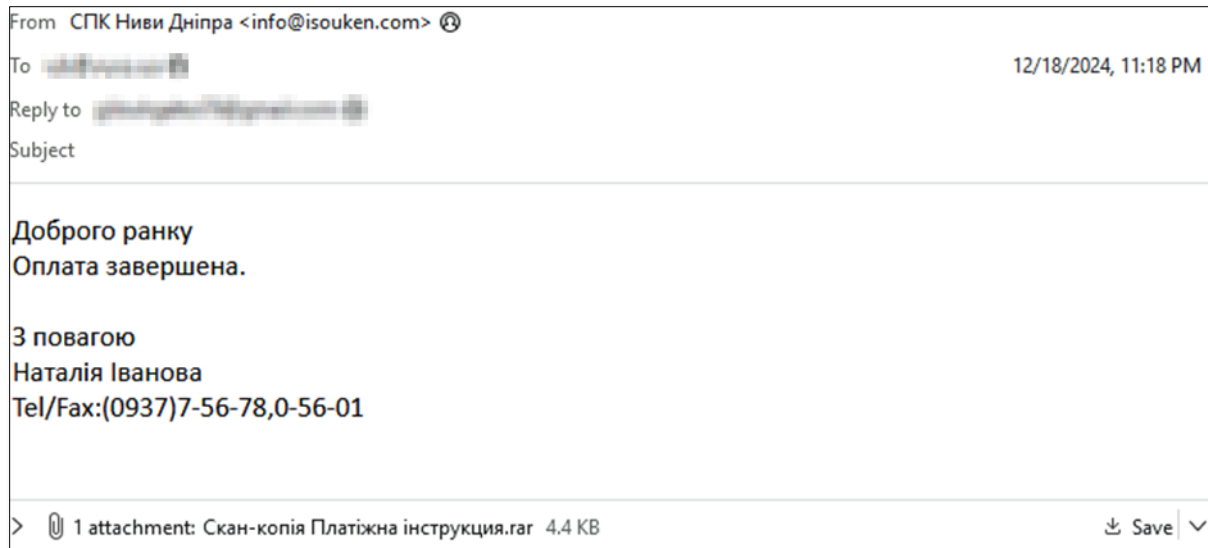 From СПК Ниви Дніпра <info@isouken.com>
To
12/18/2024, 11:18 PM
Reply to
Subject
Доброго ранку
Оплата завершена.
З повагою
Наталія Іванова
Tel/Fax:(0937)7-56-78,0-56-01
1 attachment: Скан-копія Платіжна інструкция.rar 4.4 KB
Save